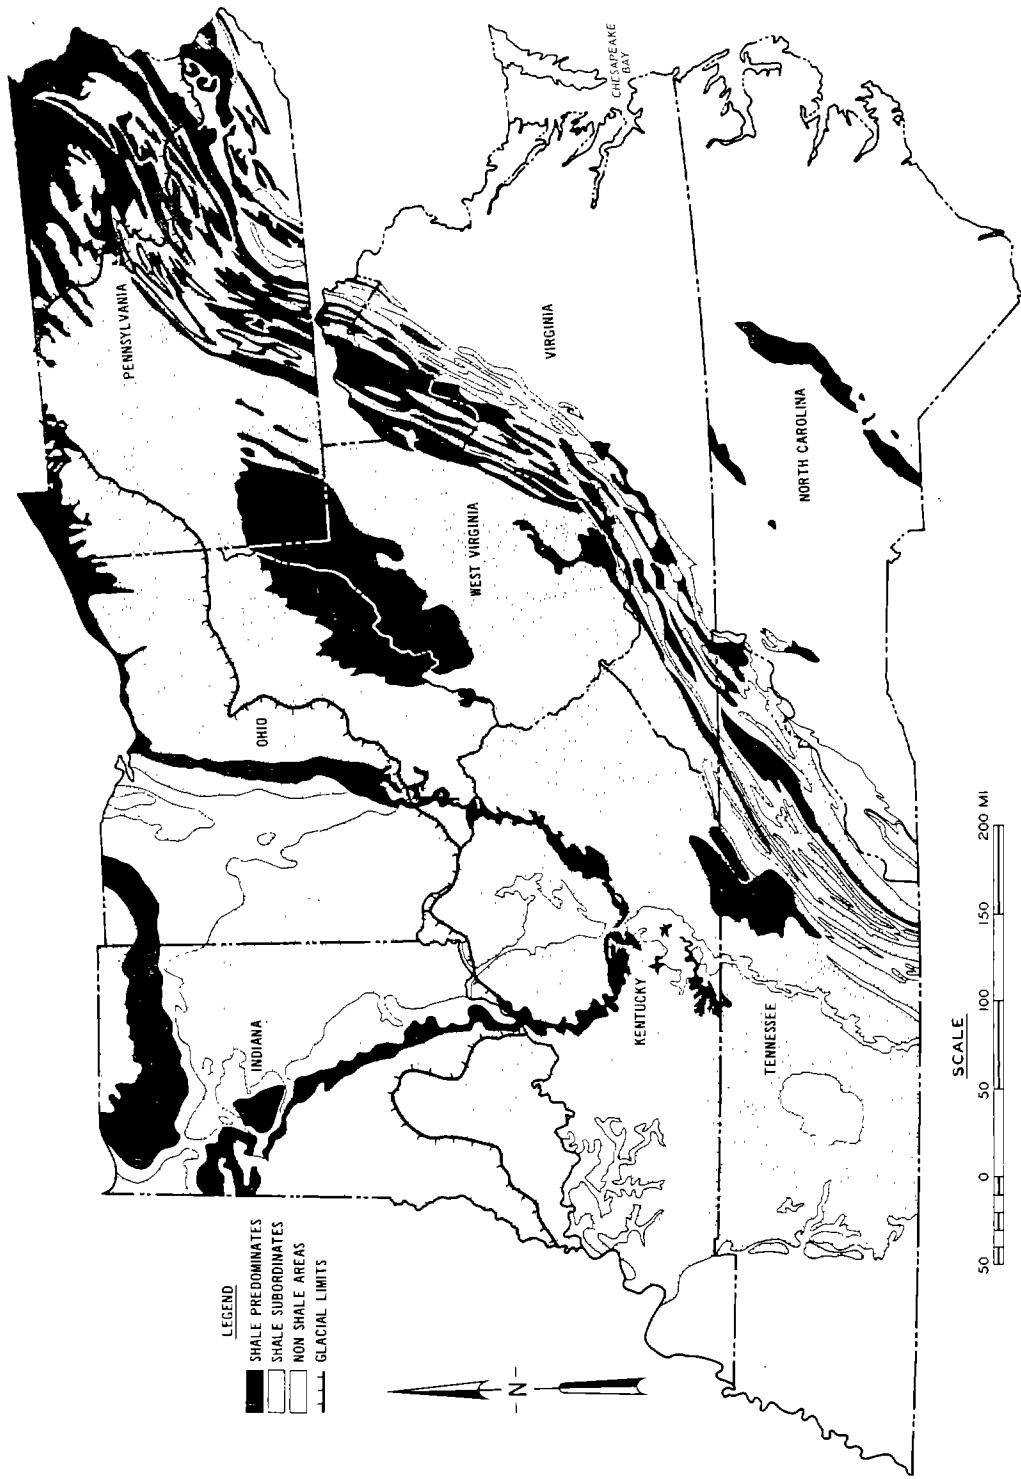 PENNSYLVANIA
OHIO
INDIANA
WEST VIRGINIA
VIRGINIA
CHESAPEAKE
BAY
KENTUCKY
TENNESSEE
NORTH CAROLINA
LEGEND
SHALE PREDOMINATES
SHALE SUBORDINATES
NON SHALE AREAS
GLACIAL LIMITS
-N-
SCALE
50 0 50 100 150 200 MI